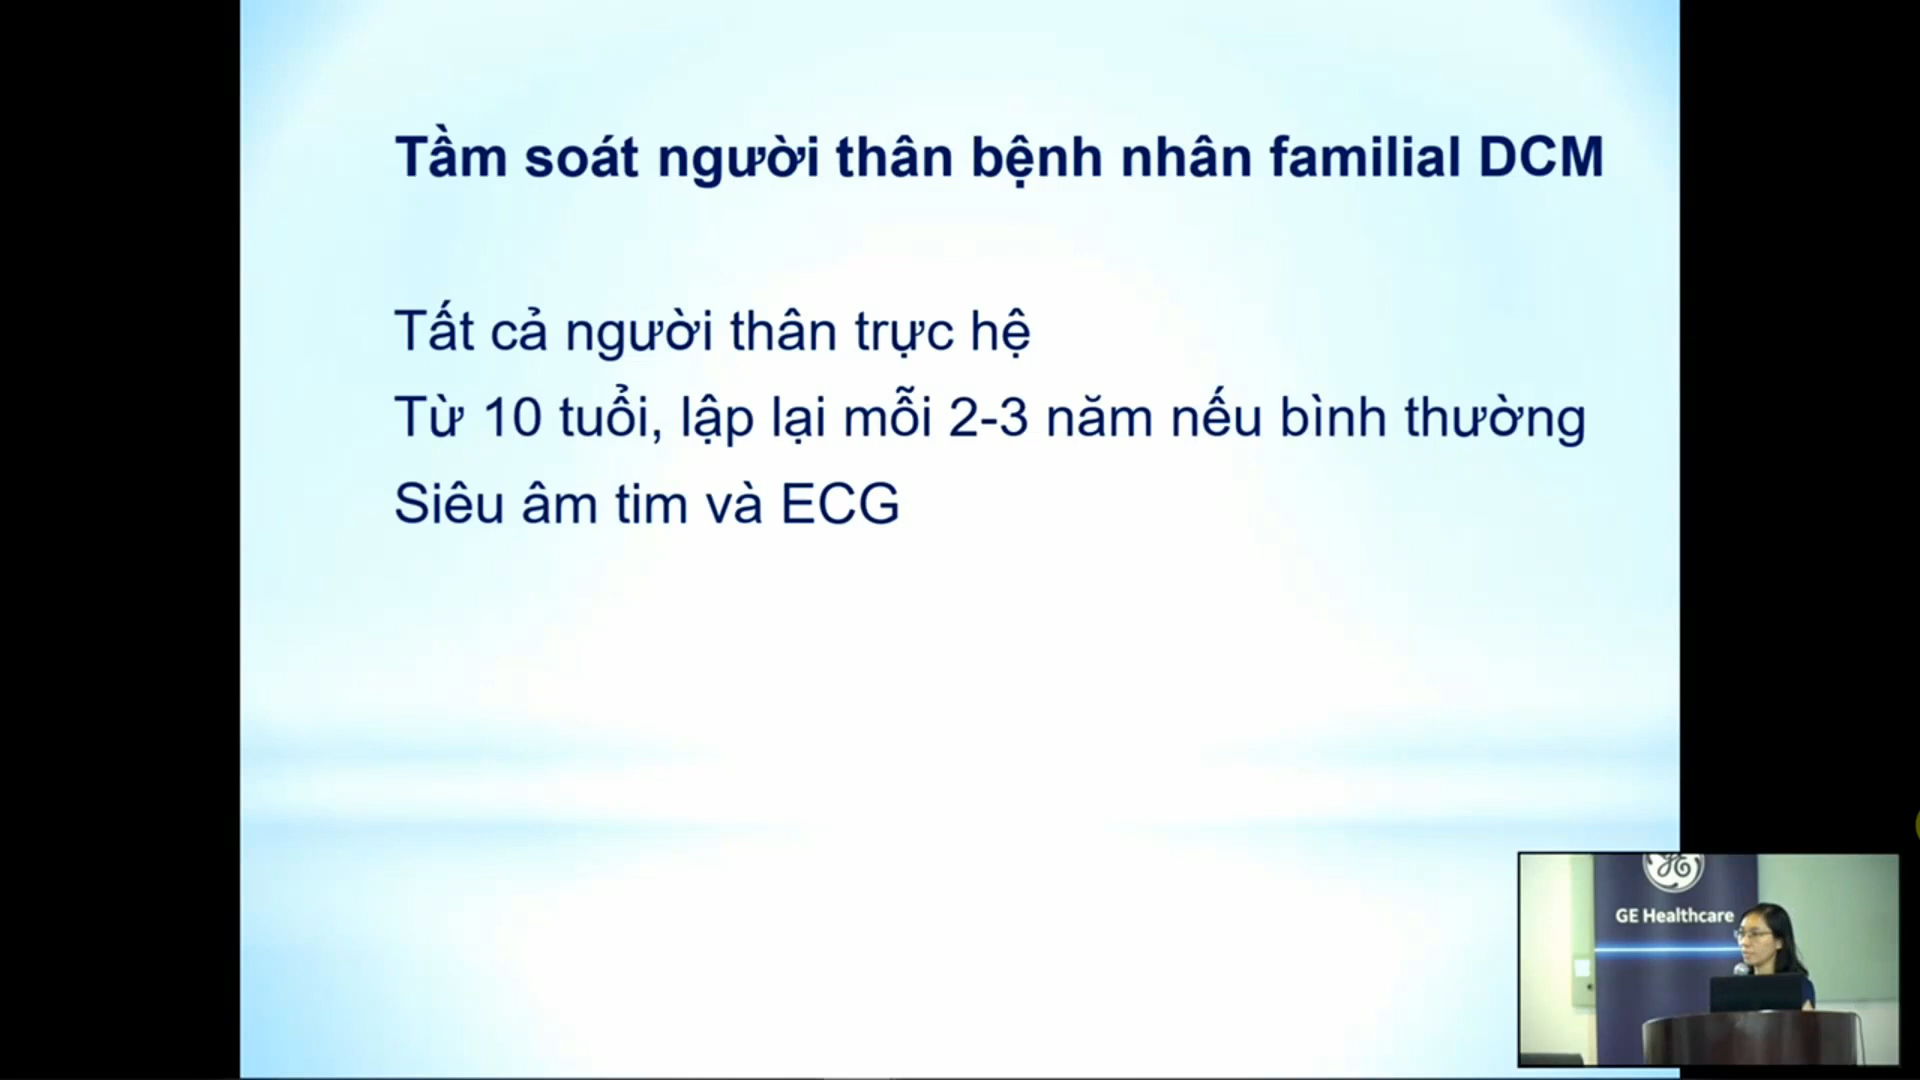 Tầm soát người thân bệnh nhân familial DCM
Tất cả người thân trực hệ
Từ 10 tuổi, lập lại mỗi 2-3 năm nếu bình thường
Siêu âm tim và ECG
GE Healthcare